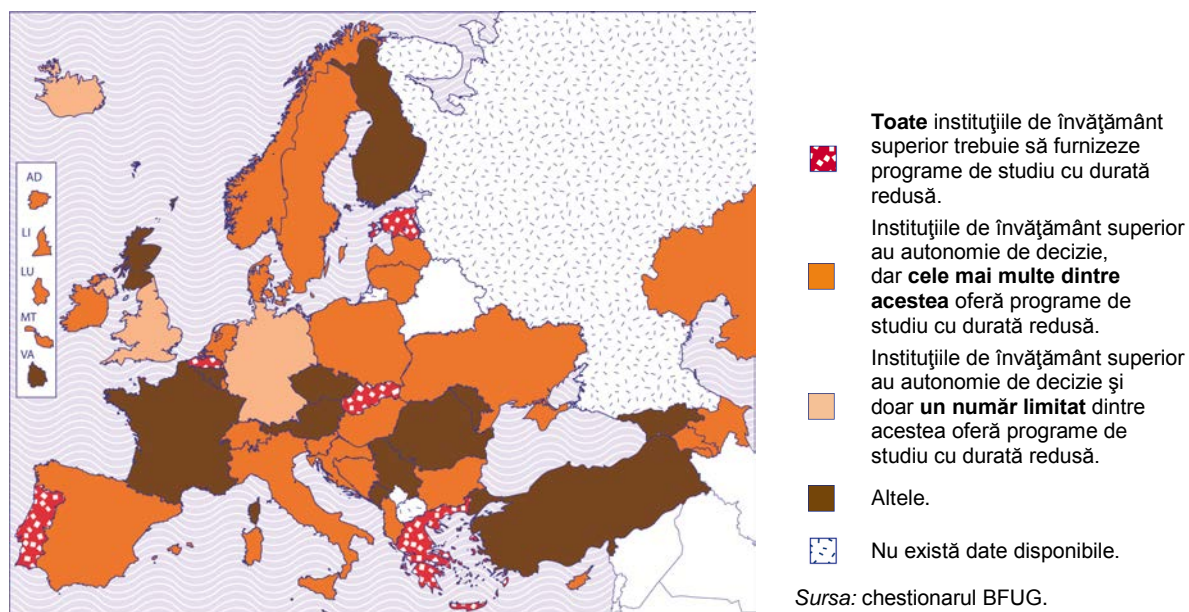 AD
LI
LU
MT
VA
Toate instituţiile de învăţământ
superior trebuie să furnizeze
programe de studiu cu durată
redusă.
Instituţiile de învăţământ superior
au autonomie de decizie,
dar cele mai multe dintre
acestea oferă programe de
studiu cu durată redusă.
Instituţiile de învăţământ superior
au autonomie de decizie şi
doar un număr limitat dintre
acestea oferă programe de
studiu cu durată redusă.
Altele.
Nu există date disponibile.
Sursa: chestionarul BFUG.